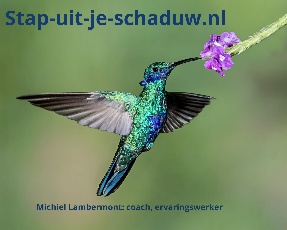 Stap-uit-je-schaduw.nl
Michiel Lambermont: coach, ervaringswerker